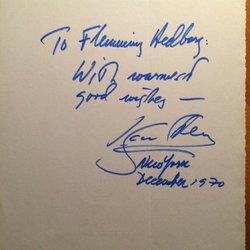 To Flemming Hedborg:
With warmest
good wishes —
New York
December 1970